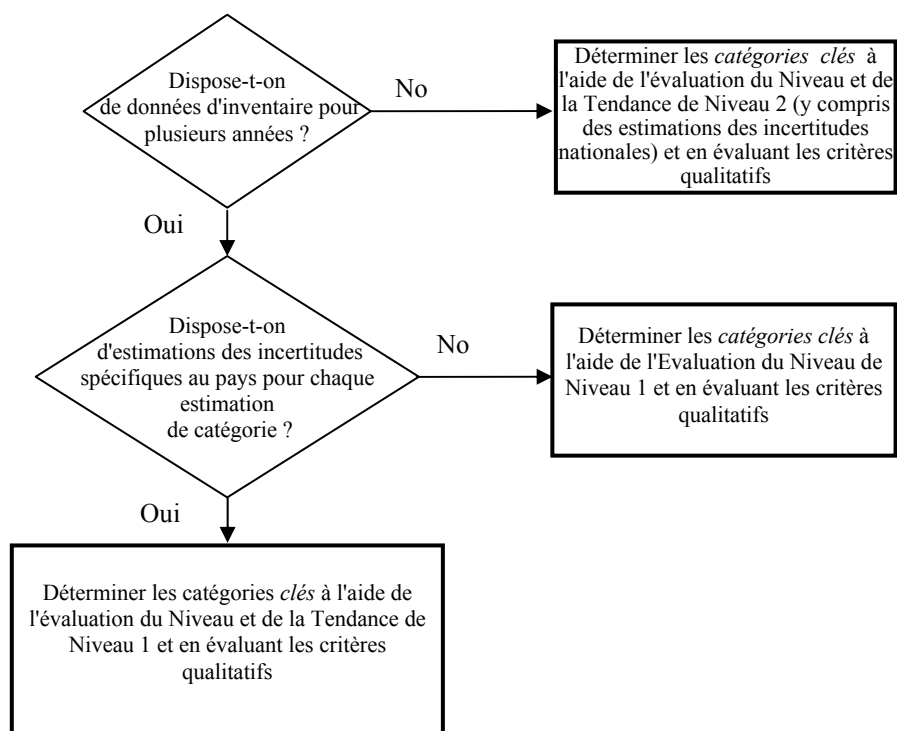 Dispose-t-on
de données d'inventaire pour
plusieurs années ?
No
Déterminer les catégories clés à
l'aide de l'évaluation du Niveau et de
la Tendance de Niveau 2 (y compris
des estimations des incertitudes
nationales) et en évaluant les critères
qualitatifs
Oui
Dispose-t-on
d'estimations des incertitudes
spécifiques au pays pour chaque
estimation
de catégorie ?
No
Déterminer les catégories clés à
l'aide de l'Evaluation du Niveau de
Niveau 1 et en évaluant les critères
qualitatifs
Oui
Déterminer les catégories clés à l'aide de
l'évaluation du Niveau et de la Tendance de
Niveau 1 et en évaluant les critères
qualitatifs